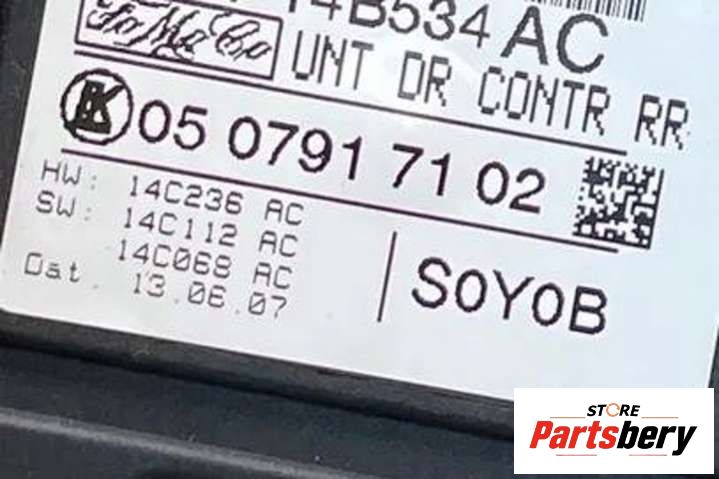 14B534 AC
FoMoCo
UNT DR CONTR RR
K 05 0791 71 02
HW: 14C236 AC
SW: 14C112 AC
14C068 AC
Dat. 13.06.07
S0Y0B
STORE
Partsbery